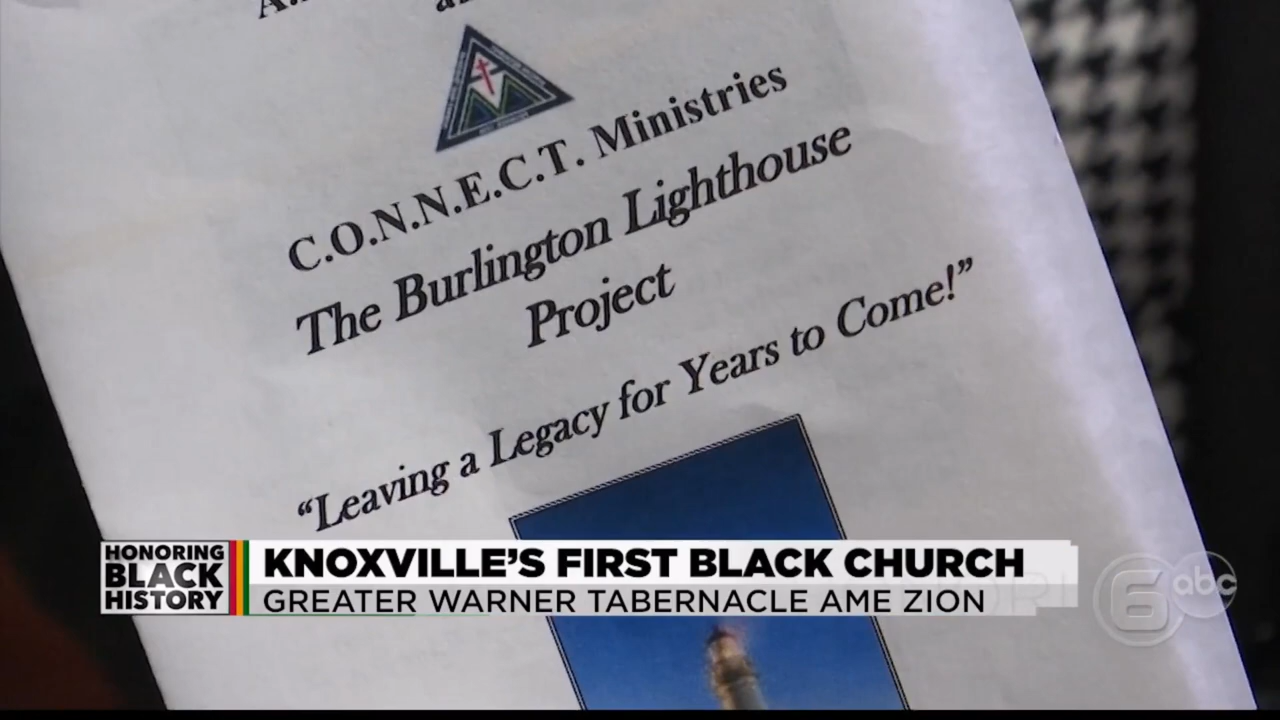 C.O.N.N.E.C.T. Ministries
The Burlington Lighthouse
Project
“Leaving a Legacy for Years to Come!”
HONORING
BLACK
HISTORY
KNOXVILLE’S FIRST BLACK CHURCH
GREATER WARNER TABERNACLE AME ZION
6 abc